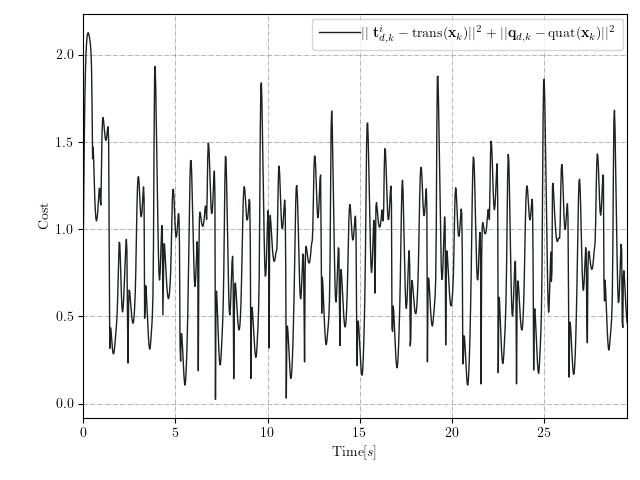 || t^i_{d,k} − trans(x_k)||^2 + ||q_{d,k} − quat(x_k)||^2
2.0
1.5
1.0
0.5
0.0
Cost
0 5 10 15 20 25
Time[s]